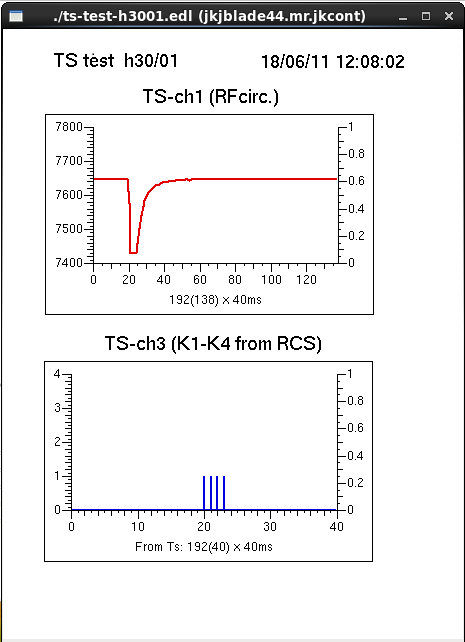 ./ts-test-h3001.edl (jkjblade44.mr.jkcont)
TS test h30/01 18/06/11 12:08:02
TS-ch1 (RFcirc.)
7800 1
7700 0.8
7600 0.6
0.4
7500 0.2
7400 0
0 20 40 60 80 100 120
192(138) × 40ms
TS-ch3 (K1-K4 from RCS)
4 1
3 0.8
0.6
2 0.4
1 0.2
0 0
0 10 20 30 40
From Ts: 192(40) × 40ms